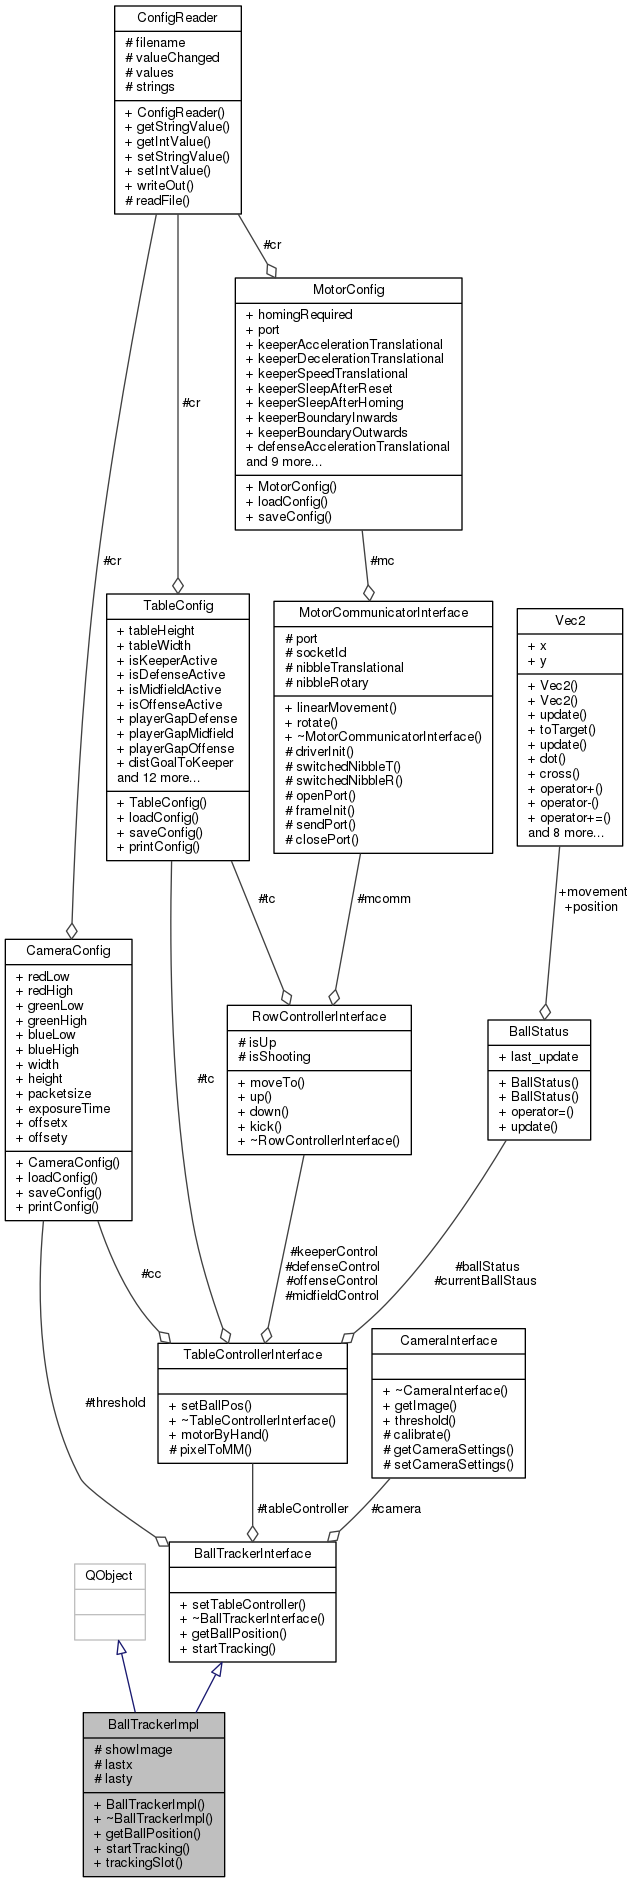 ConfigReader
# filename
# valueChanged
# values
# strings
+ ConfigReader()
+ getStringValue()
+ getIntValue()
+ setStringValue()
+ setIntValue()
+ writeOut()
# readFile()
#cr
MotorConfig
+ homingRequired
+ port
+ keeperAccelerationTranslational
+ keeperDecelerationTranslational
+ keeperSpeedTranslational
+ keeperSleepAfterReset
+ keeperSleepAfterHoming
+ keeperBoundaryInwards
+ keeperBoundaryOutwards
+ defenseAccelerationTranslational
and 9 more...
+ MotorConfig()
+ loadConfig()
+ saveConfig()
#cr
#cr
#mc
TableConfig
+ tableHeight
+ tableWidth
+ isKeeperActive
+ isDefenseActive
+ isMidfieldActive
+ isOffenseActive
+ playerGapDefense
+ playerGapMidfield
+ playerGapOffense
+ distGoalToKeeper
and 12 more...
+ TableConfig()
+ loadConfig()
+ saveConfig()
+ printConfig()
MotorCommunicatorInterface
# port
# socketId
# nibbleTranslational
# nibbleRotary
+ linearMovement()
+ rotate()
+ ~MotorCommunicatorInterface()
# driverInit()
# switchedNibbleT()
# switchedNibbleR()
# openPort()
# frameInit()
# sendPort()
# closePort()
Vec2
+ x
+ y
+ Vec2()
+ Vec2()
+ update()
+ toTarget()
+ update()
+ dot()
+ cross()
+ operator+()
+ operator-()
+ operator+=()
and 8 more...
#tc
#mcomm
+movement
+position
CameraConfig
+ redLow
+ redHigh
+ greenLow
+ greenHigh
+ blueLow
+ blueHigh
+ width
+ height
+ packetsize
+ exposureTime
+ offsetx
+ offsety
+ CameraConfig()
+ loadConfig()
+ saveConfig()
+ printConfig()
#tc
RowControllerInterface
# isUp
# isShooting
+ moveTo()
+ up()
+ down()
+ kick()
+ ~RowControllerInterface()
BallStatus
+ last_update
+ BallStatus()
+ BallStatus()
+ operator=()
+ update()
#cc
#keeperControl
#defenseControl
#offenseControl
#midfieldControl
#ballStatus
#currentBallStaus
TableControllerInterface
+ setBallPos()
+ ~TableControllerInterface()
+ motorByHand()
# pixelToMM()
CameraInterface
+ ~CameraInterface()
+ getImage()
+ threshold()
# calibrate()
# getCameraSettings()
# setCameraSettings()
#threshold
#tableController
#camera
BallTrackerInterface
+ setTableController()
+ ~BallTrackerInterface()
+ getBallPosition()
+ startTracking()
QObject
BallTrackerImpl
# showImage
# lastx
# lasty
+ BallTrackerImpl()
+ ~BallTrackerImpl()
+ getBallPosition()
+ startTracking()
+ trackingSlot()